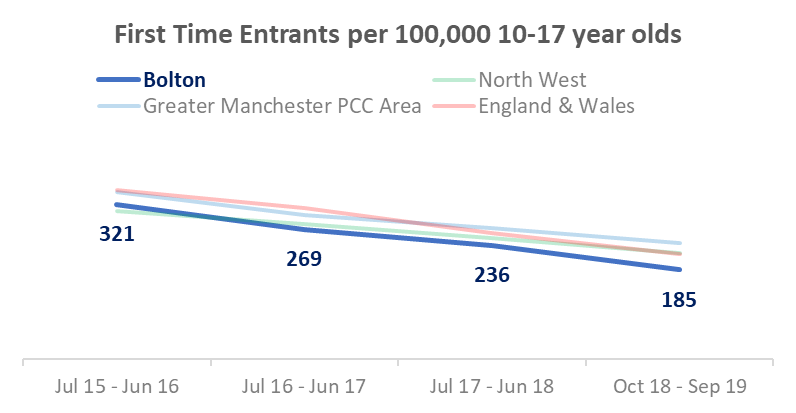 First Time Entrants per 100,000 10-17 year olds
Bolton
North West
Greater Manchester PCC Area
England & Wales
321
269
236
185
Jul 15 - Jun 16
Jul 16 - Jun 17
Jul 17 - Jun 18
Oct 18 - Sep 19